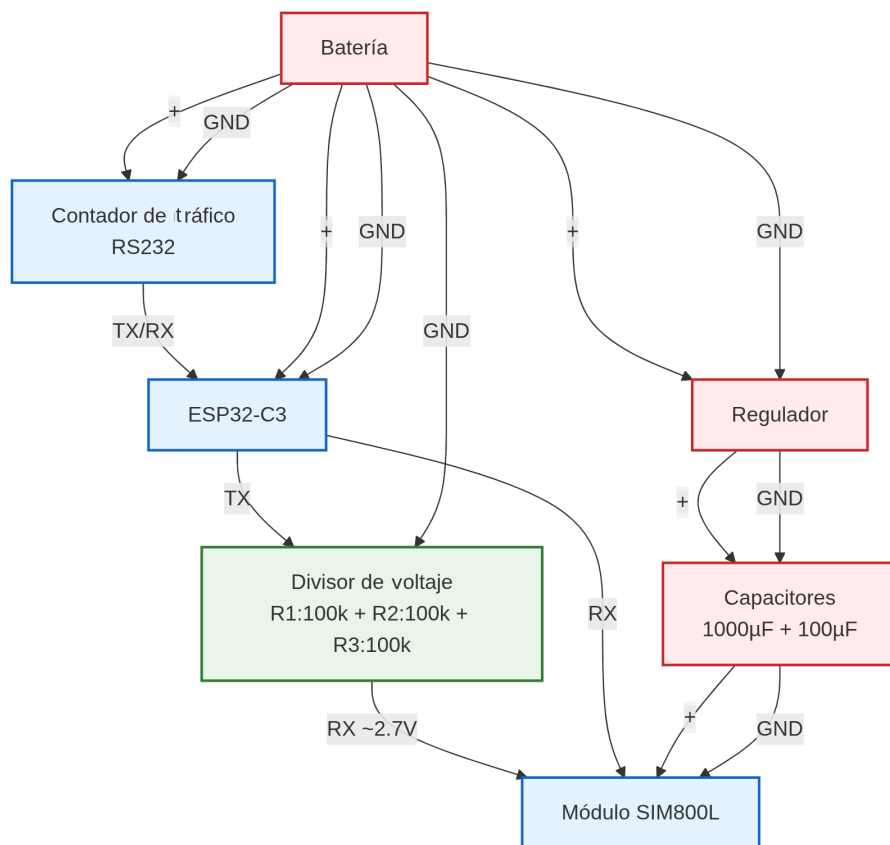 Batería
+
GND
Contador de tráfico
RS232
+
GND
+
GND
TX/RX
GND
ESP32-C3
Regulador
TX
+
GND
Divisor de voltaje
R1:100k + R2:100k +
R3:100k
RX
Capacitores
1000µF + 100µF
RX ~2.7V
+
GND
Módulo SIM800L